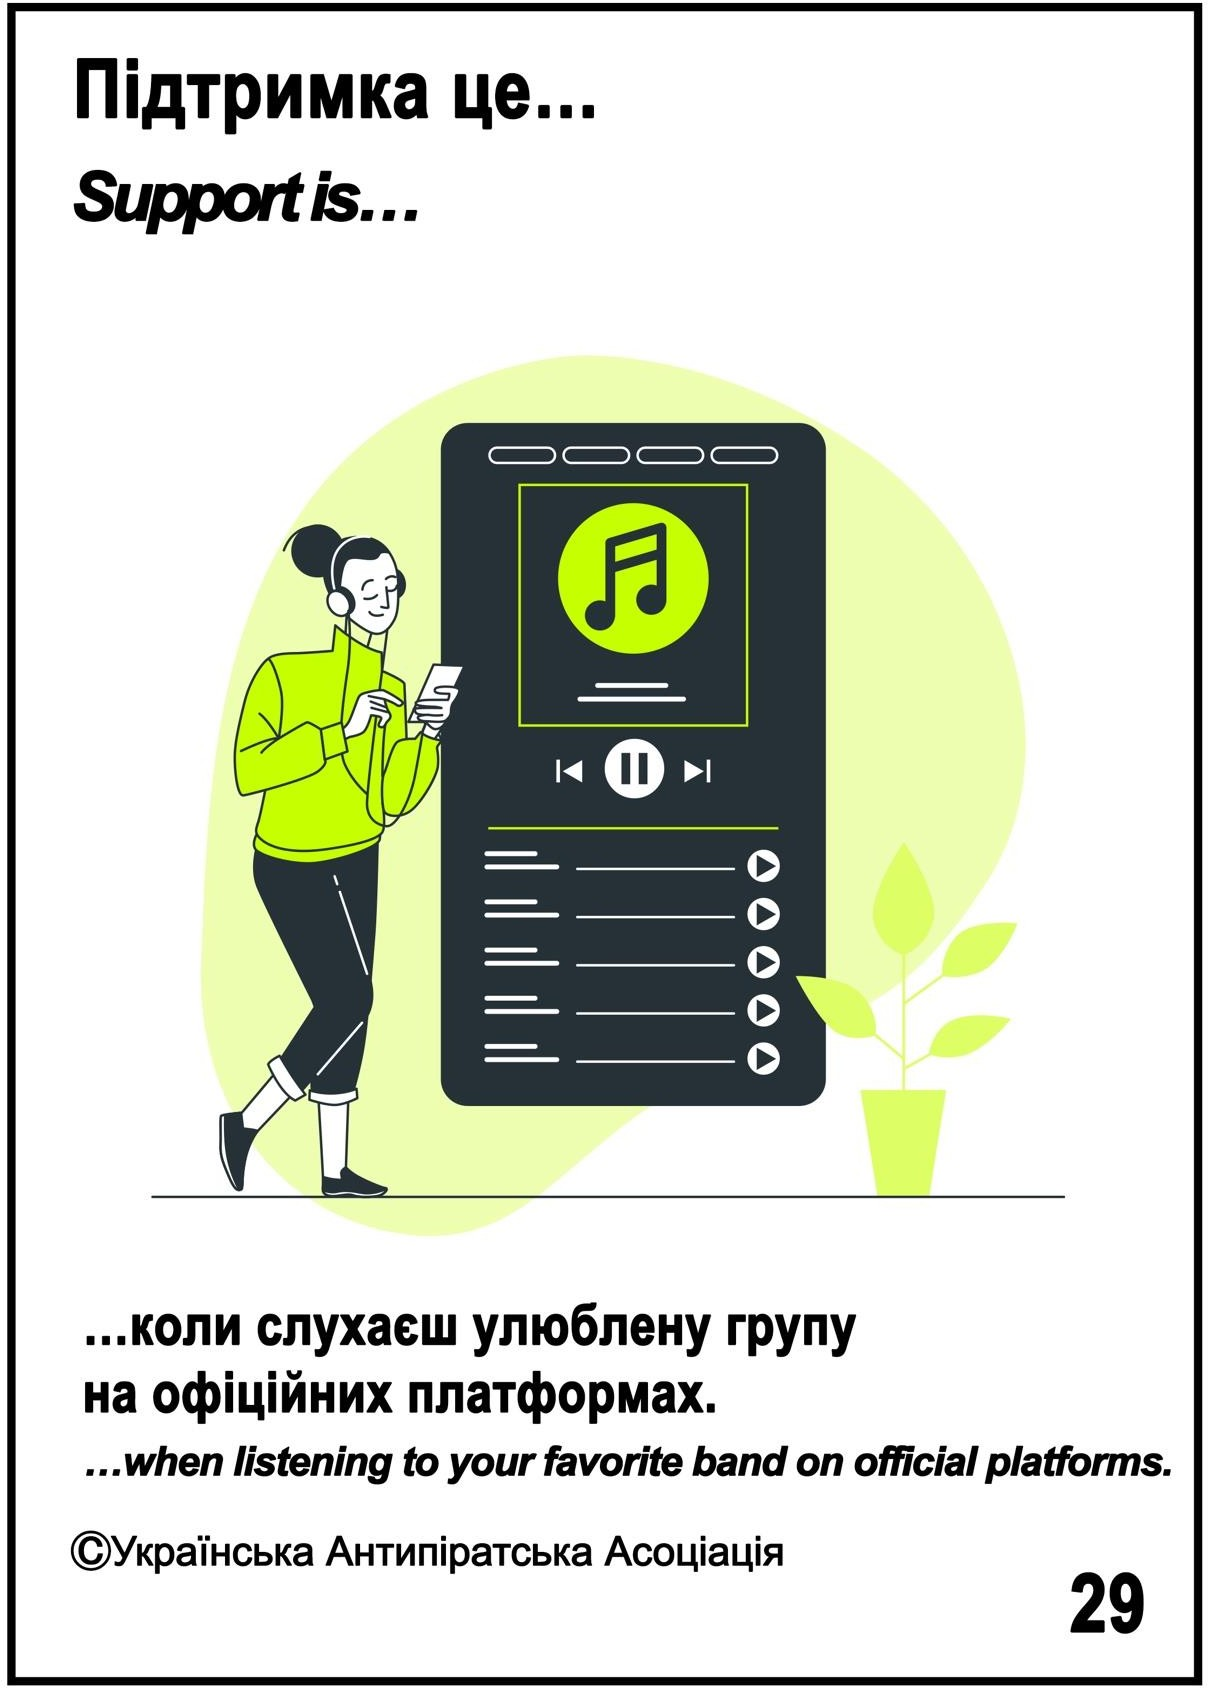 Підтримка це...
Support is...
...коли слухаєш улюблену групу
на офіційних платформах.
...when listening to your favorite band on official platforms.
©Українська Антипіратська Асоціація
29